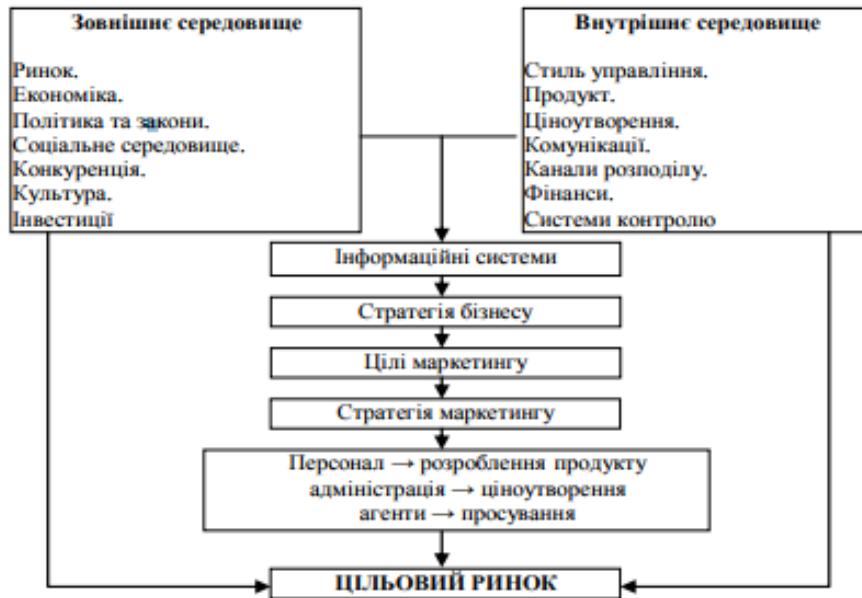 Зовнішнє середовище
Ринок.
Економіка.
Політика та закони.
Соціальне середовище.
Конкуренція.
Культура.
Інвестиції
Внутрішнє середовище
Стиль управління.
Продукт.
Ціноутворення.
Комунікації.
Канали розподілу.
Фінанси.
Системи контролю
Інформаційні системи
Стратегія бізнесу
Цілі маркетингу
Стратегія маркетингу
Персонал → розроблення продукту
адміністрація → ціноутворення
агенти → просування
ЦІЛЬОВИЙ РИНОК